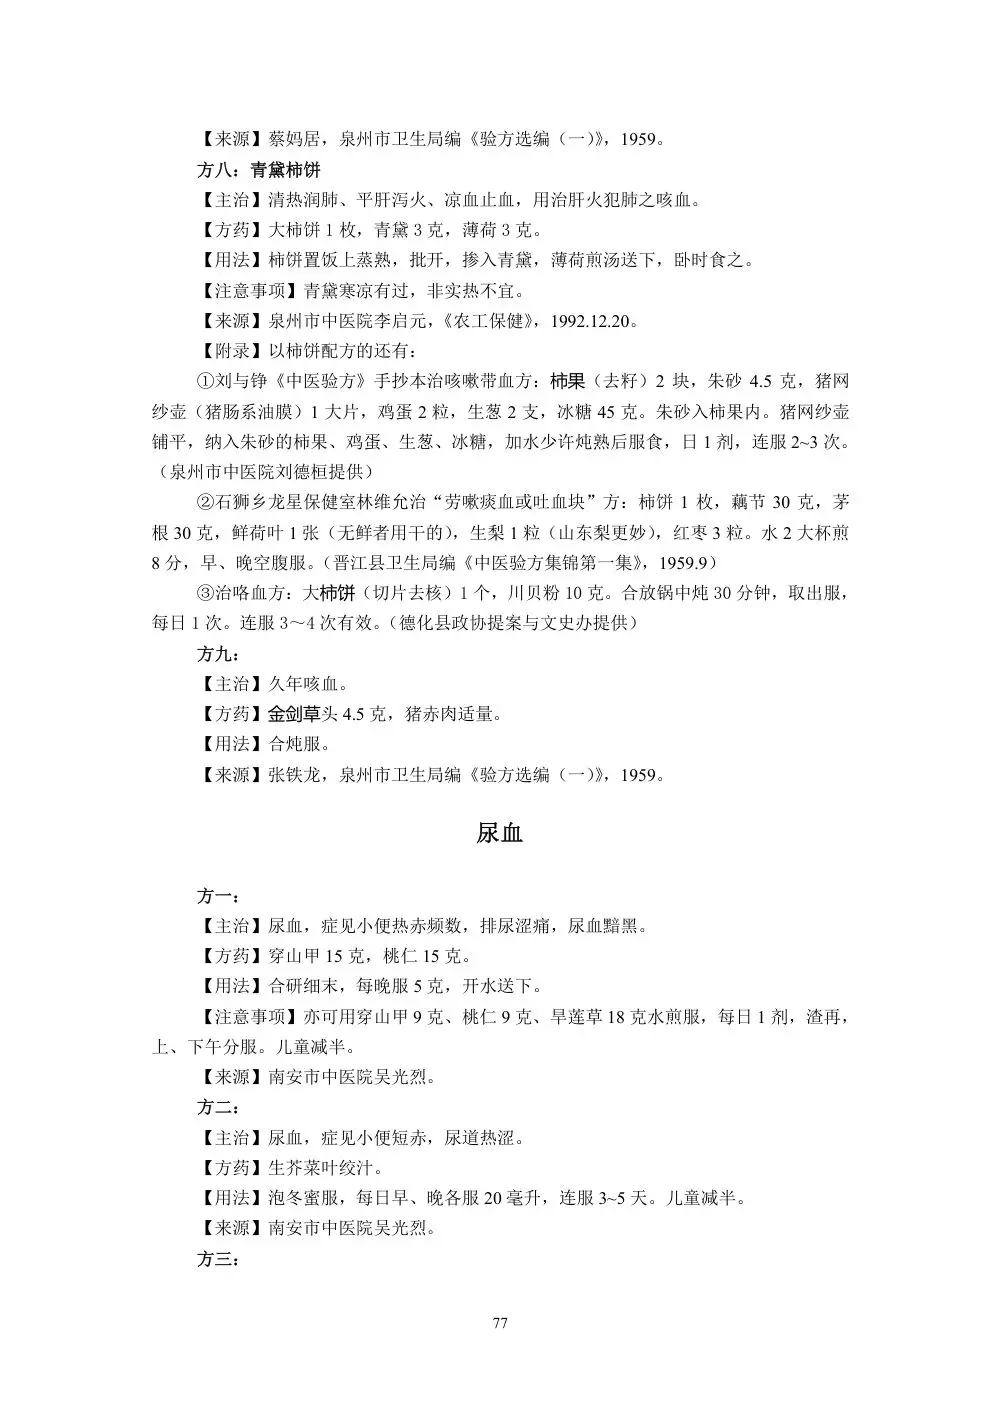 【来源】蔡妈居，泉州市卫生局编《验方选编（一）》，1959。
方八：青黛柿饼
【主治】清热润肺、平肝泻火、凉血止血，用治肝火犯肺之咳血。
【方药】大柿饼 1 枚，青黛 3 克，薄荷 3 克。
【用法】柿饼置饭上蒸熟，批开，掺入青黛，薄荷煎汤送下，卧时食之。
【注意事项】青黛寒凉有过，非实热不宜。
【来源】泉州市中医院李启元，《农工保健》，1992.12.20。
【附录】以柿饼配方的还有：
①刘与铮《中医验方》手抄本治咳嗽带血方：柿果（去籽）2 块，朱砂 4.5 克，猪网
纱壶（猪肠系油膜）1 大片，鸡蛋 2 粒，生葱 2 支，冰糖 45 克。朱砂入柿果内。猪网纱壶
铺平，纳入朱砂的柿果、鸡蛋、生葱、冰糖，加水少许炖熟后服食，日 1 剂，连服 2~3 次。
（泉州市中医院刘德桓提供）
②石狮乡龙星保健室林维允治“劳嗽痰血或吐血块”方：柿饼 1 枚，藕节 30 克，茅
根 30 克，鲜荷叶 1 张（无鲜者用干的），生梨 1 粒（山东梨更妙），红枣 3 粒。水 2 大杯煎
8 分，早、晚空腹服。（晋江县卫生局编《中医验方集锦第一集》，1959.9）
③治咯血方：大柿饼（切片去核）1 个，川贝粉 10 克。合放锅中炖 30 分钟，取出服，
每日 1 次。连服 3～4 次有效。（德化县政协提案与文史办提供）
方九：
【主治】久年咳血。
【方药】金剑草头 4.5 克，猪赤肉适量。
【用法】合炖服。
【来源】张铁龙，泉州市卫生局编《验方选编（一）》，1959。
尿血
方一：
【主治】尿血，症见小便热赤频数，排尿涩痛，尿血黯黑。
【方药】穿山甲 15 克，桃仁 15 克。
【用法】合研细末，每晚服 5 克，开水送下。
【注意事项】亦可用穿山甲 9 克、桃仁 9 克、旱莲草 18 克水煎服，每日 1 剂，渣再，
上、下午分服。儿童减半。
【来源】南安市中医院吴光烈。
方二：
【主治】尿血，症见小便短赤，尿道热涩。
【方药】生芥菜叶绞汁。
【用法】泡冬蜜服，每日早、晚各服 20 毫升，连服 3~5 天。儿童减半。
【来源】南安市中医院吴光烈。
方三：
77